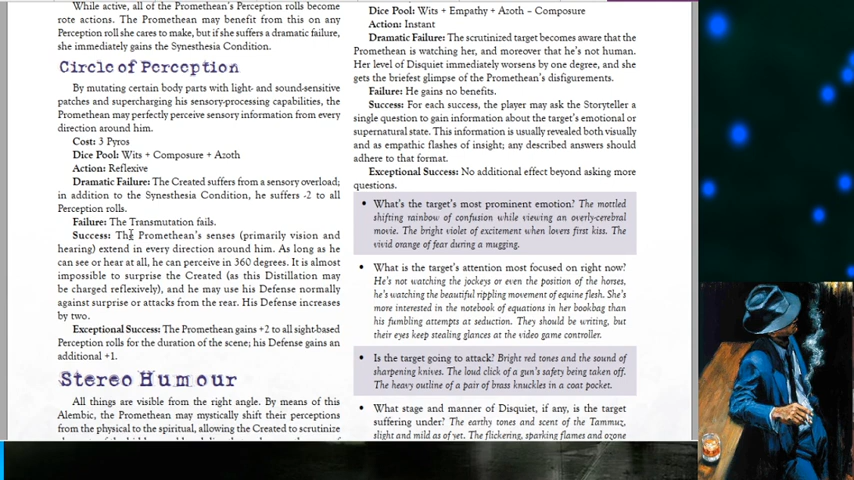 While active, all of the Promethean's Perception rolls become
rote actions. The Promethean may benefit from this on any
Perception roll she cares to make, but if she suffers a dramatic failure,
she immediately gains the Synesthesia Condition.
Circle of Perception
By mutating certain body parts with light- and sound-sensitive
patches and supercharging his sensory-processing capabilities, the
Promethean may perfectly perceive sensory information from every
direction around him.
Cost: 3 Pyros
Dice Pool: Wits + Composure + Azoth
Action: Reflexive
Dramatic Failure: The Created suffers from a sensory overload;
in addition to the Synesthesia Condition, he suffers -2 to all
Perception rolls.
Failure: The Transmutation fails.
Success: The Promethean's senses (primarily vision and
hearing) extend in every direction around him. As long as he
can see or hear at all, he can perceive in 360 degrees. It is almost
impossible to surprise the Created (as this Distillation may
be charged reflexively), and he may use his Defense normally
against surprise or attacks from the rear. His Defense increases
by two.
Exceptional Success: The Promethean gains +2 to all sight-based
Perception rolls for the duration of the scene; his Defense gains an
additional +1.
Stereo Humour
All things are visible from the right angle. By means of this
Alembic, the Promethean may mystically shift their perceptions
from the physical to the spiritual, allowing the Created to scrutinize
Dice Pool: Wits + Empathy + Azoth – Composure
Action: Instant
Dramatic Failure: The scrutinized target becomes aware that the
Promethean is watching her, and moreover that he's not human.
Her level of Disquiet immediately worsens by one degree, and she
gets the briefest glimpse of the Promethean's disfigurements.
Failure: He gains no benefits.
Success: For each success, the player may ask the Storyteller a
single question to gain information about the target's emotional or
supernatural state. This information is usually revealed both visually
and as empathic flashes of insight; any described answers should
adhere to that format.
Exceptional Success: No additional effect beyond asking more
questions.
• What's the target's most prominent emotion? The mottled
shifting rainbow of confusion while viewing an overly-cerebral
movie. The bright violet of excitement when lovers first kiss. The
vivid orange of fear during a mugging.
• What is the target's attention most focused on right now?
He's not watching the jockeys or even the position of the horses,
he's watching the beautiful rippling movement of equine flesh. She's
more interested in the notebook of equations in her bookbag than
his fumbling attempts at seduction. They should be writing, but
their eyes keep stealing glances at the video game controller.
• Is the target going to attack? Bright red tones and the sound of
sharpening knives. The loud click of a gun's safety being taken off.
The heavy outline of a pair of brass knuckles in a coat pocket.
• What stage and manner of Disquiet, if any, is the target
suffering under? The earthy tones and scent of the Tammuz,
slight and mild as of yet. The flickering, sparking flames and ozone